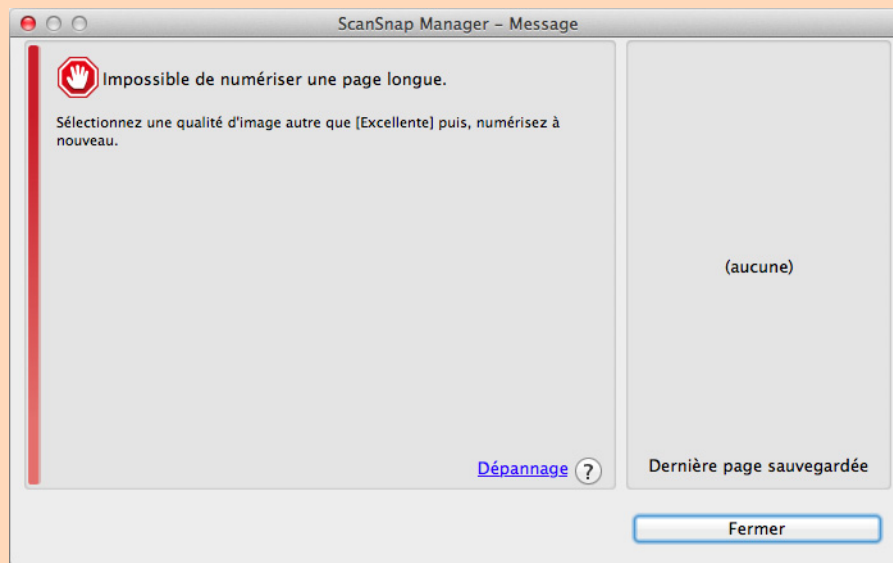 ScanSnap Manager – Message
Impossible de numériser une page longue.
Sélectionnez une qualité d'image autre que [Excellente] puis, numérisez à
nouveau.
(aucune)
Dépannage ?
Dernière page sauvegardée
Fermer